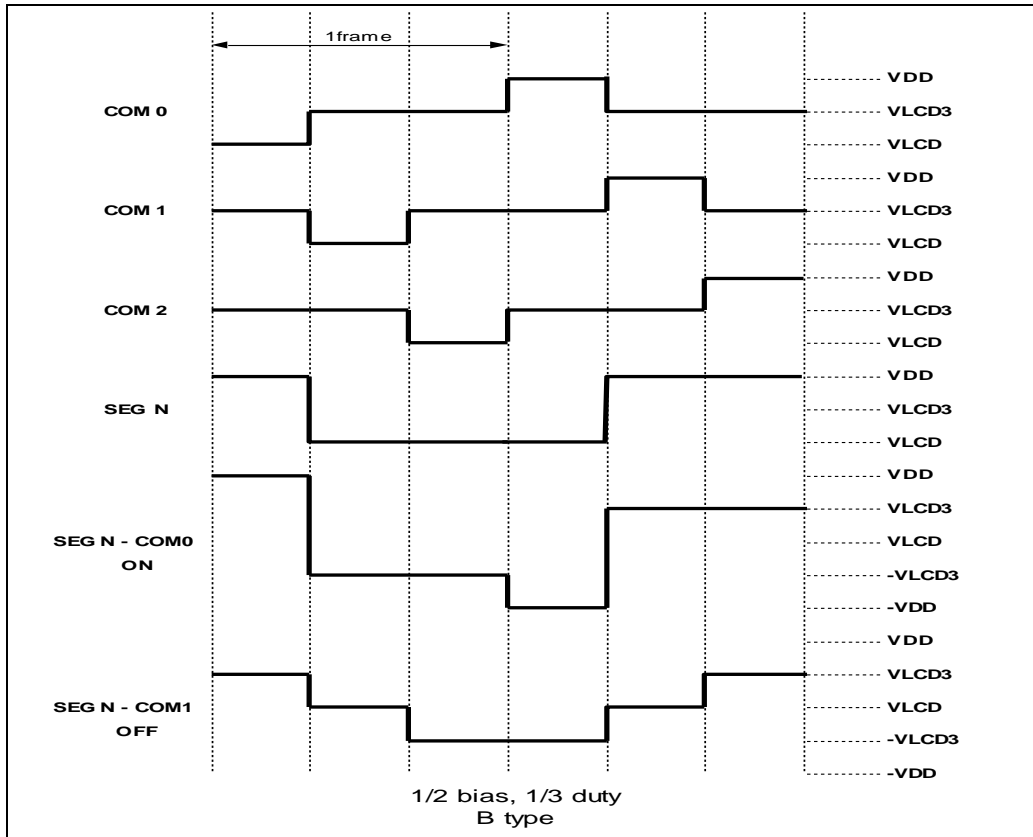 1frame
COM 0
VDD
VLCD3
VLCD
COM 1
VDD
VLCD3
VLCD
COM 2
VDD
VLCD3
VLCD
SEG N
VDD
VLCD3
VLCD
SEG N - COM0
ON
VDD
VLCD3
VLCD
-VLCD3
-VDD
SEG N - COM1
OFF
VDD
VLCD3
VLCD
-VLCD3
-VDD
1/2 bias, 1/3 duty
B type